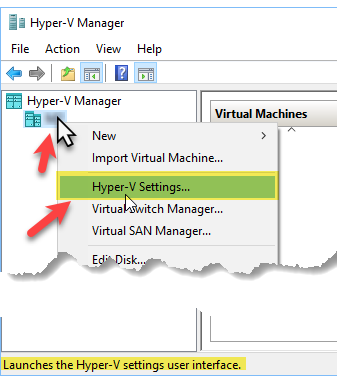 Hyper-V Manager
File Action View Help
Hyper-V Manager
Virtual Machines
New
Import Virtual Machine...
Hyper-V Settings...
Virtual Switch Manager...
Virtual SAN Manager...
Edit Disk...
Launches the Hyper-V settings user interface.